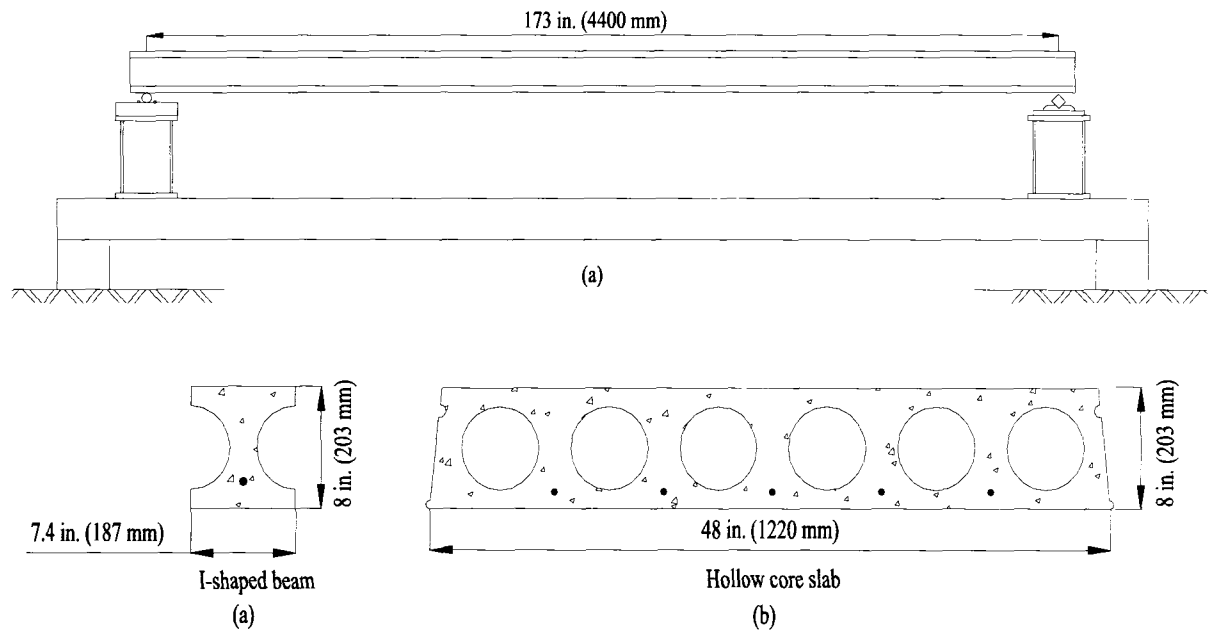 173 in. (4400 mm)
(a)
8 in. (203 mm)
7.4 in. (187 mm)
I-shaped beam
(a)
8 in. (203 mm)
48 in. (1220 mm)
Hollow core slab
(b)